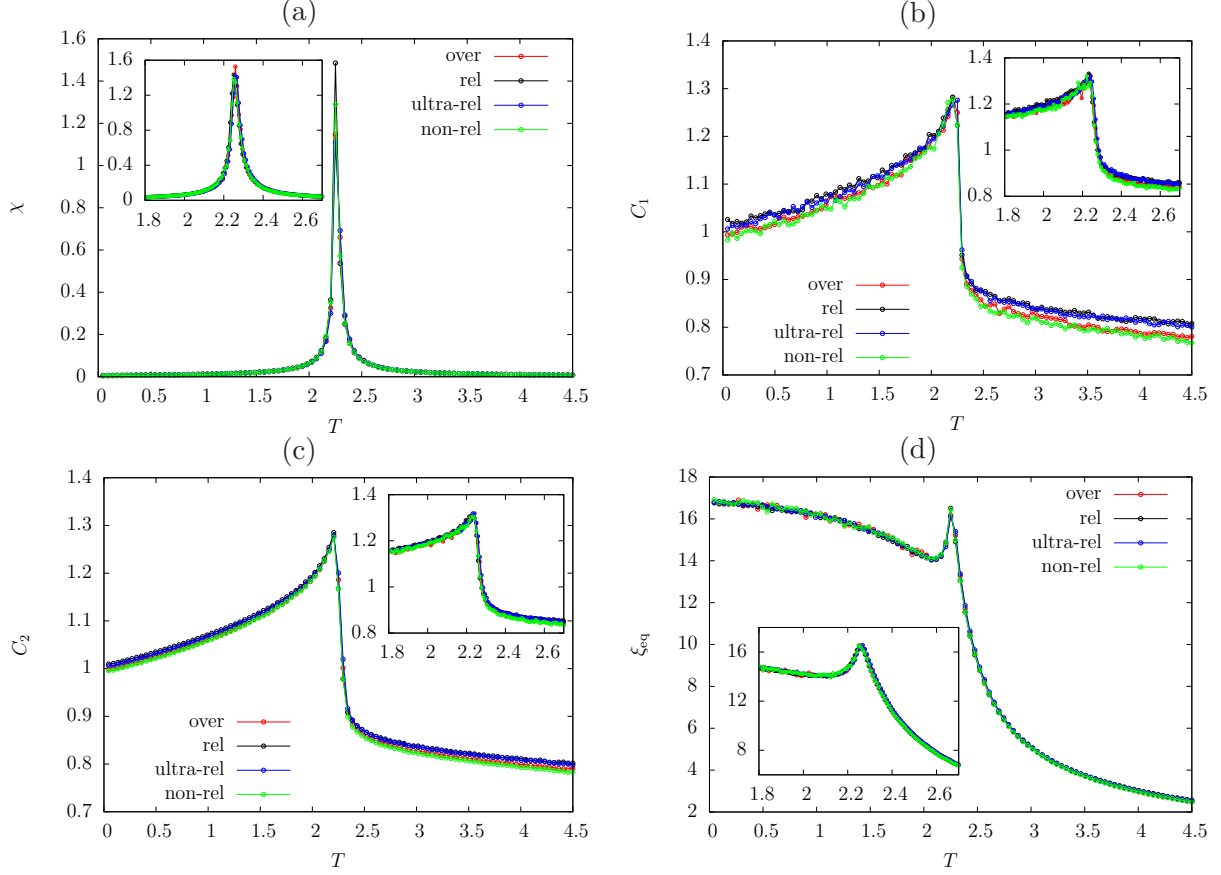 (a)
χ
1.6
1.4
1.2
1
0.8
0.6
0.4
0.2
0
0 0.5 1 1.5 2 2.5 3 3.5 4 4.5
T
over
rel
ultra-rel
non-rel
1.6
1.2
0.8
0.4
0
1.8 2 2.2 2.4 2.6
(b)
C₁
1.4
1.3
1.2
1.1
1
0.9
0.8
0.7
0 0.5 1 1.5 2 2.5 3 3.5 4 4.5
T
over
rel
ultra-rel
non-rel
1.4
1.2
1
0.8
1.8 2 2.2 2.4 2.6
(c)
C₂
1.4
1.3
1.2
1.1
1
0.9
0.8
0.7
0 0.5 1 1.5 2 2.5 3 3.5 4 4.5
T
over
rel
ultra-rel
non-rel
1.4
1.2
1
0.8
1.8 2 2.2 2.4 2.6
(d)
ξeq
18
16
14
12
10
8
6
4
2
0 0.5 1 1.5 2 2.5 3 3.5 4 4.5
T
over
rel
ultra-rel
non-rel
16
12
8
1.8 2 2.2 2.4 2.6